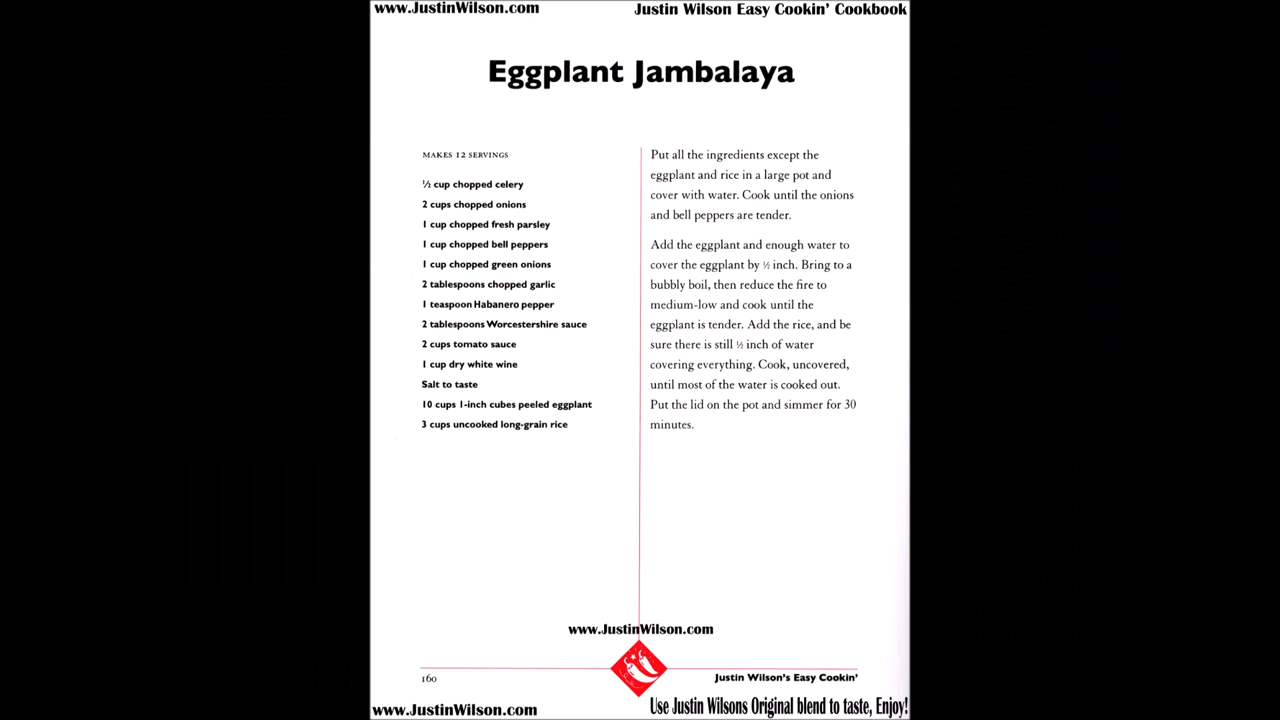 www.JustinWilson.com
Justin Wilson Easy Cookin' Cookbook
Eggplant Jambalaya
MAKES 12 SERVINGS
½ cup chopped celery
2 cups chopped onions
1 cup chopped fresh parsley
1 cup chopped bell peppers
1 cup chopped green onions
2 tablespoons chopped garlic
1 teaspoon Habanero pepper
2 tablespoons Worcestershire sauce
2 cups tomato sauce
1 cup dry white wine
Salt to taste
10 cups 1-inch cubes peeled eggplant
3 cups uncooked long-grain rice
Put all the ingredients except the
eggplant and rice in a large pot and
cover with water. Cook until the onions
and bell peppers are tender.
Add the eggplant and enough water to
cover the eggplant by ½ inch. Bring to a
bubbly boil, then reduce the fire to
medium-low and cook until the
eggplant is tender. Add the rice, and be
sure there is still ½ inch of water
covering everything. Cook, uncovered,
until most of the water is cooked out.
Put the lid on the pot and simmer for 30
minutes.
www.JustinWilson.com
160
Justin Wilson's Easy Cookin'
www.JustinWilson.com
Use Justin Wilsons Original blend to taste, Enjoy!